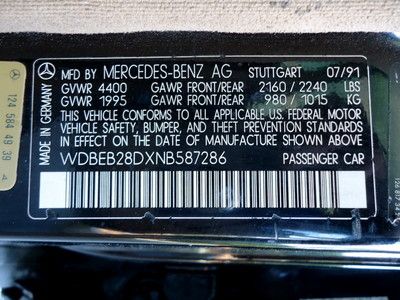 MFD BY MERCEDES-BENZ AG STUTTGART 07/91
GVWR 4400 GAWR FRONT/REAR 2160 / 2240 LBS
GVWR 1995 GAWR FRONT/REAR 980 / 1015 KG
THIS VEHICLE CONFORMS TO ALL APPLICABLE U.S. FEDERAL MOTOR
VEHICLE SAFETY, BUMPER, AND THEFT PREVENTION STANDARDS
IN EFFECT ON THE DATE OF MANUFACTURE SHOWN ABOVE
WDBEB28DXNB587286 PASSENGER CAR
MADE IN GERMANY
124 584 49 39